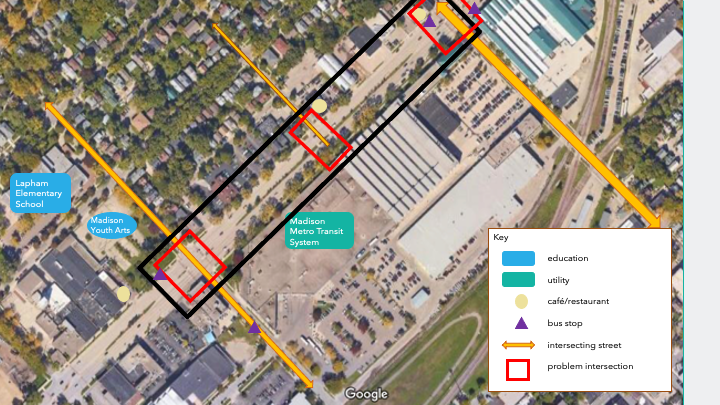 Lapham
Elementary
School
Madison
Youth Arts
Madison
Metro Transit
System
Key
education
utility
café/restaurant
bus stop
intersecting street
problem intersection
Google